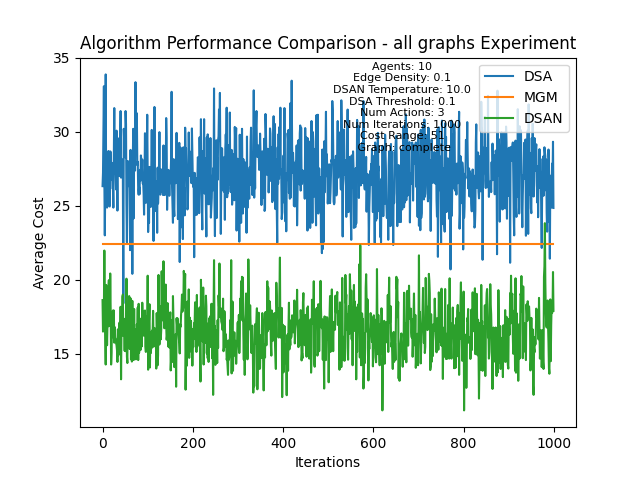 Algorithm Performance Comparison - all graphs Experiment
Agents: 10
Edge Density: 0.1
DSAN Temperature: 10.0
DSA Threshold: 0.1
Num Actions: 3
Num Iterations: 1000
Cost Range: 51
Graph: complete
DSA
MGM
DSAN
Average Cost
35
30
25
20
15
0
200
400
600
800
1000
Iterations